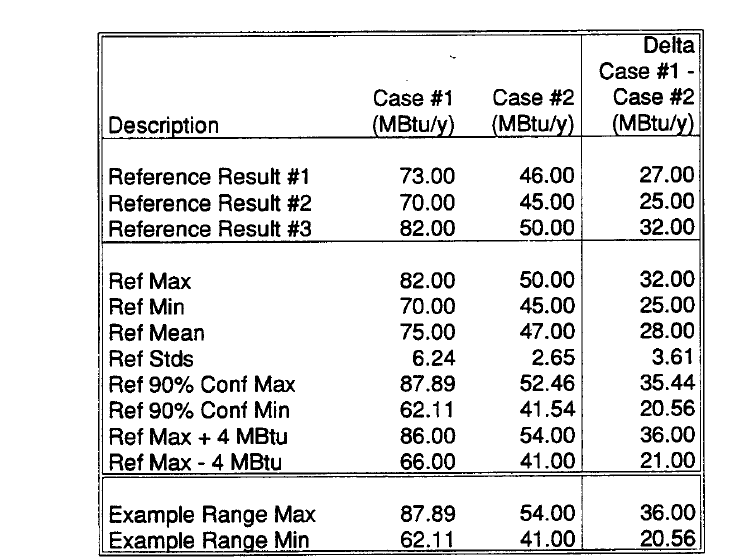 Delta
Case #1 -
Case #1 Case #2 Case #2
Description (MBtu/y) (MBtu/y) (MBtu/y)
Reference Result #1 73.00 46.00 27.00
Reference Result #2 70.00 45.00 25.00
Reference Result #3 82.00 50.00 32.00
Ref Max 82.00 50.00 32.00
Ref Min 70.00 45.00 25.00
Ref Mean 75.00 47.00 28.00
Ref Stds 6.24 2.65 3.61
Ref 90% Conf Max 87.89 52.46 35.44
Ref 90% Conf Min 62.11 41.54 20.56
Ref Max + 4 MBtu 86.00 54.00 36.00
Ref Max - 4 MBtu 66.00 41.00 21.00
Example Range Max 87.89 54.00 36.00
Example Range Min 62.11 41.00 20.56